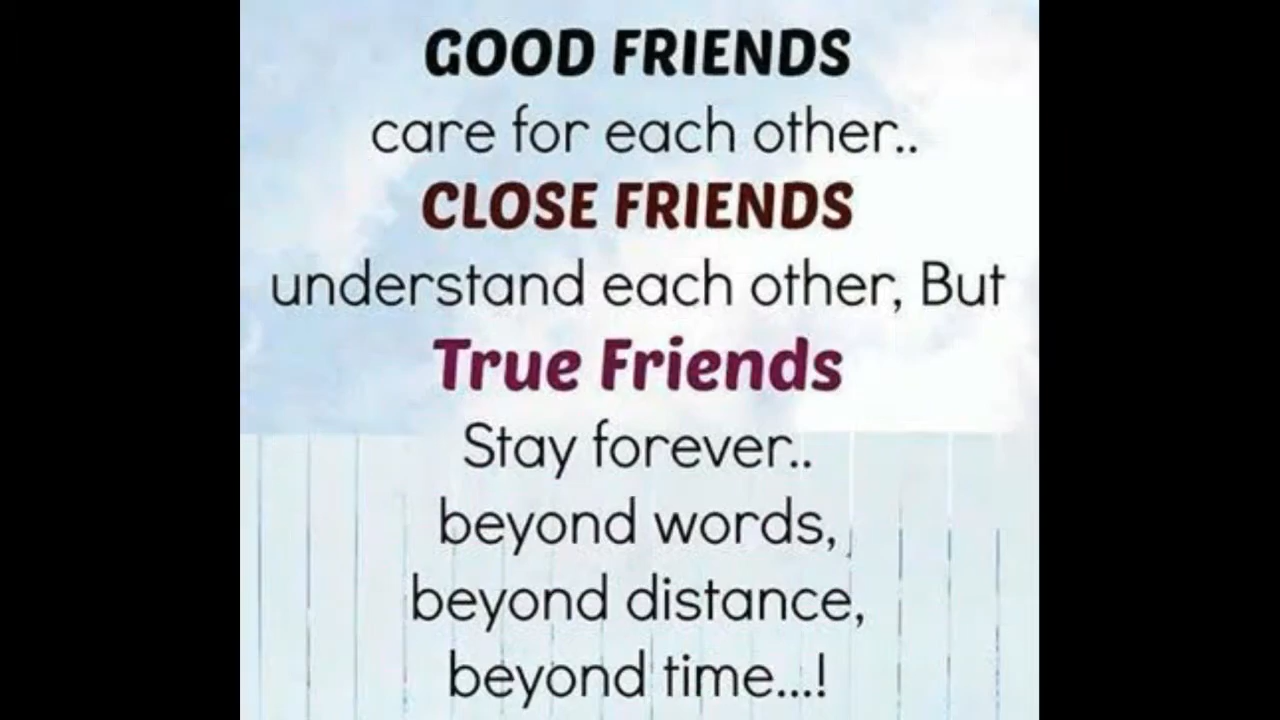 GOOD FRIENDS
care for each other..
CLOSE FRIENDS
understand each other, But
True Friends
Stay forever..
beyond words,
beyond distance,
beyond time...!